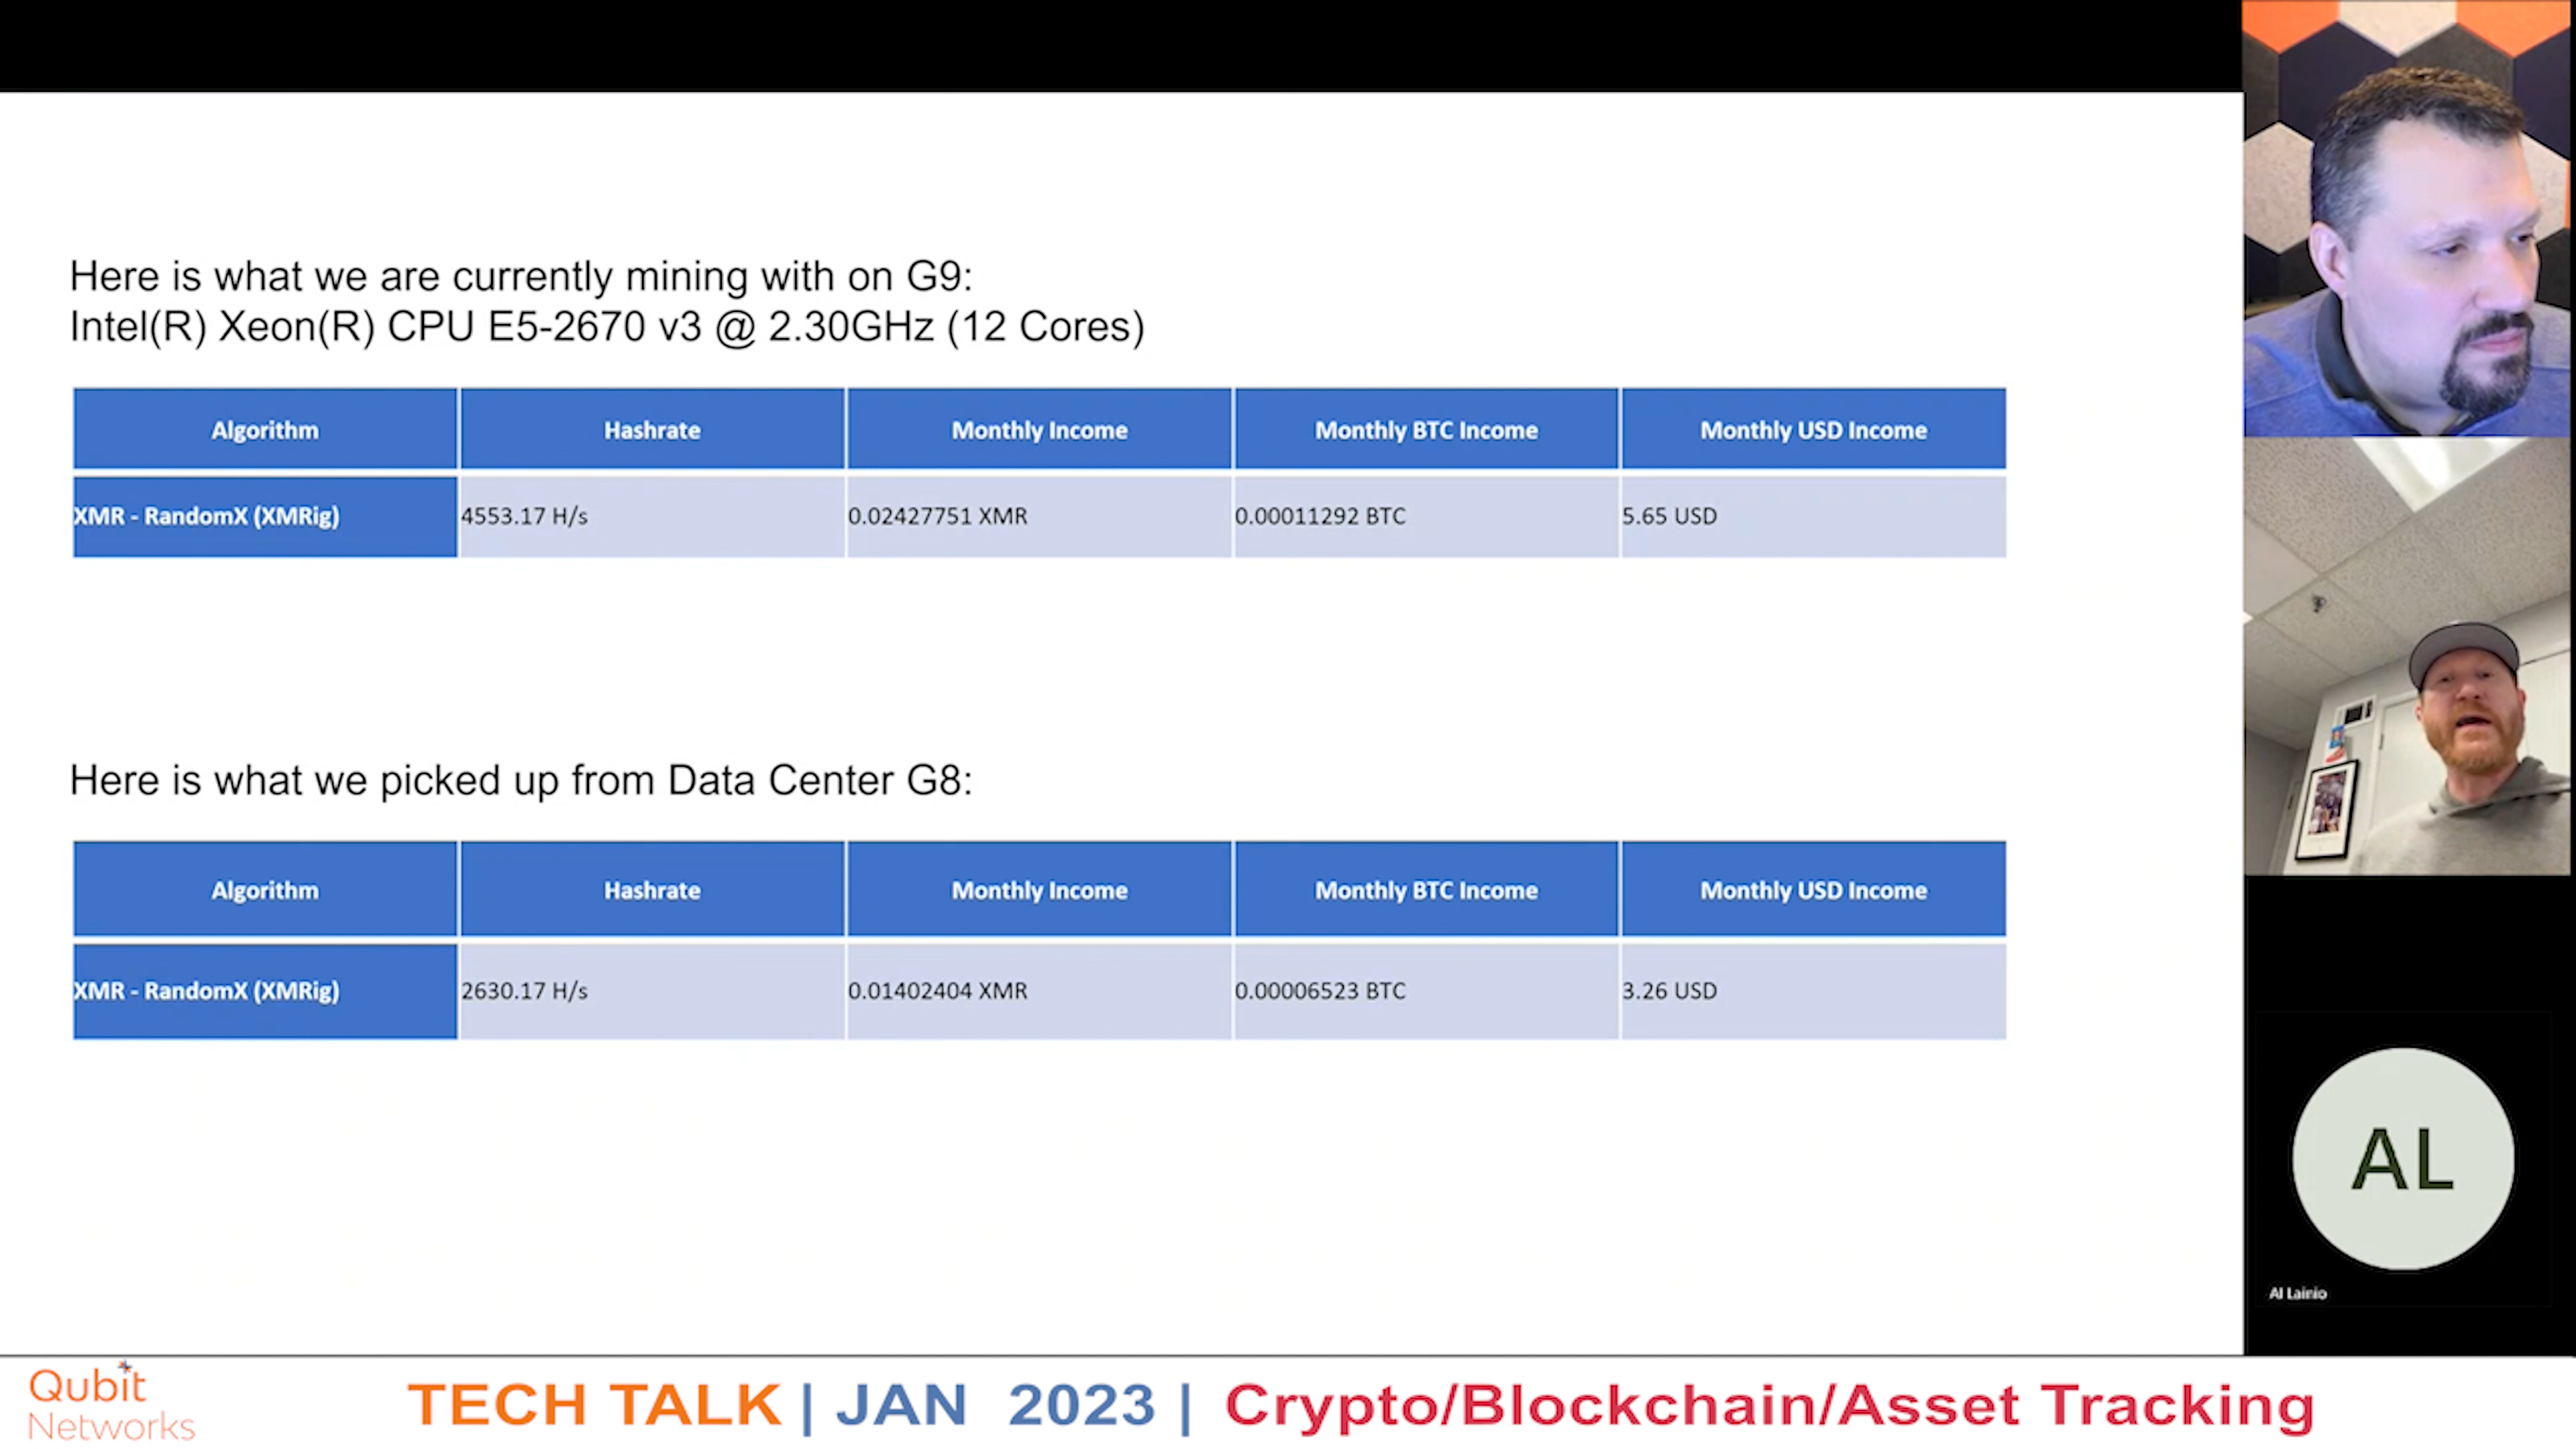 Here is what we are currently mining with on G9:
Intel(R) Xeon(R) CPU E5-2670 v3 @ 2.30GHz (12 Cores)
Algorithm Hashrate Monthly Income Monthly BTC Income Monthly USD Income
XMR - RandomX (XMRig) 4553.17 H/s 0.02427751 XMR 0.00011292 BTC 5.65 USD
Here is what we picked up from Data Center G8:
Algorithm Hashrate Monthly Income Monthly BTC Income Monthly USD Income
XMR - RandomX (XMRig) 2630.17 H/s 0.01402404 XMR 0.00006523 BTC 3.26 USD
AL
Al Lainio
Qubit
Networks
TECH TALK | JAN 2023 | Crypto/Blockchain/Asset Tracking